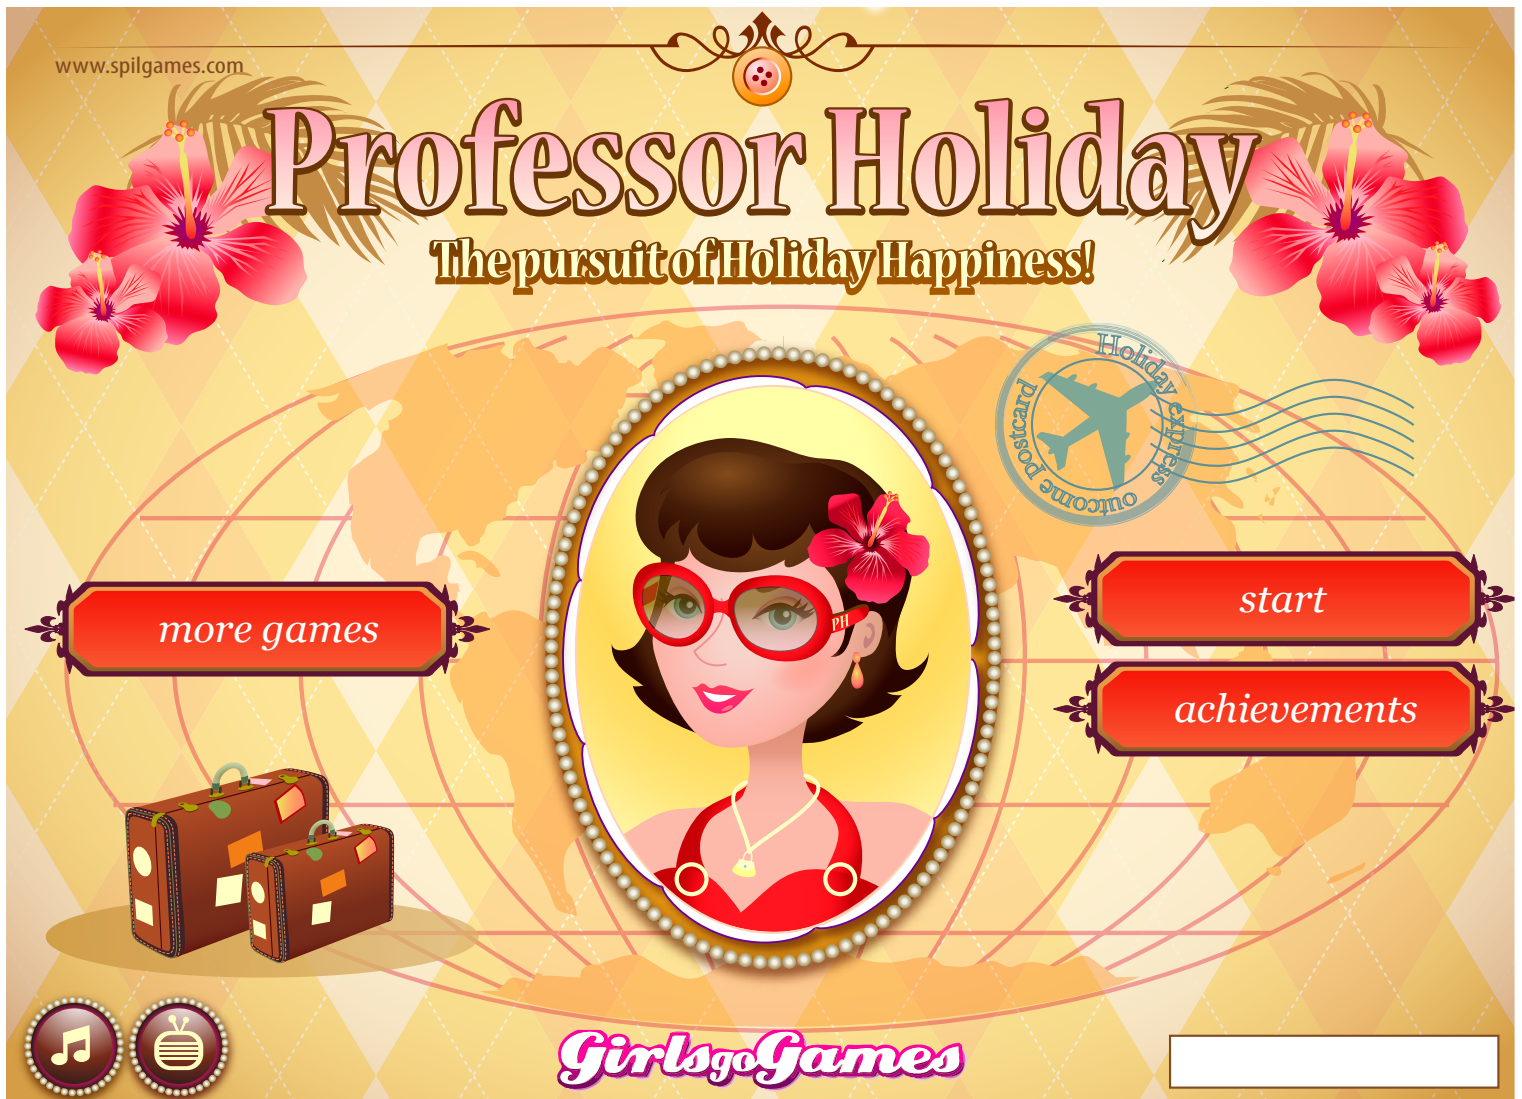 www.spilgames.com
Professor Holiday
The pursuit of Holiday Happiness!
Holiday express
outcome postcard
PH
more games
start
achievements
GirlsgoGames